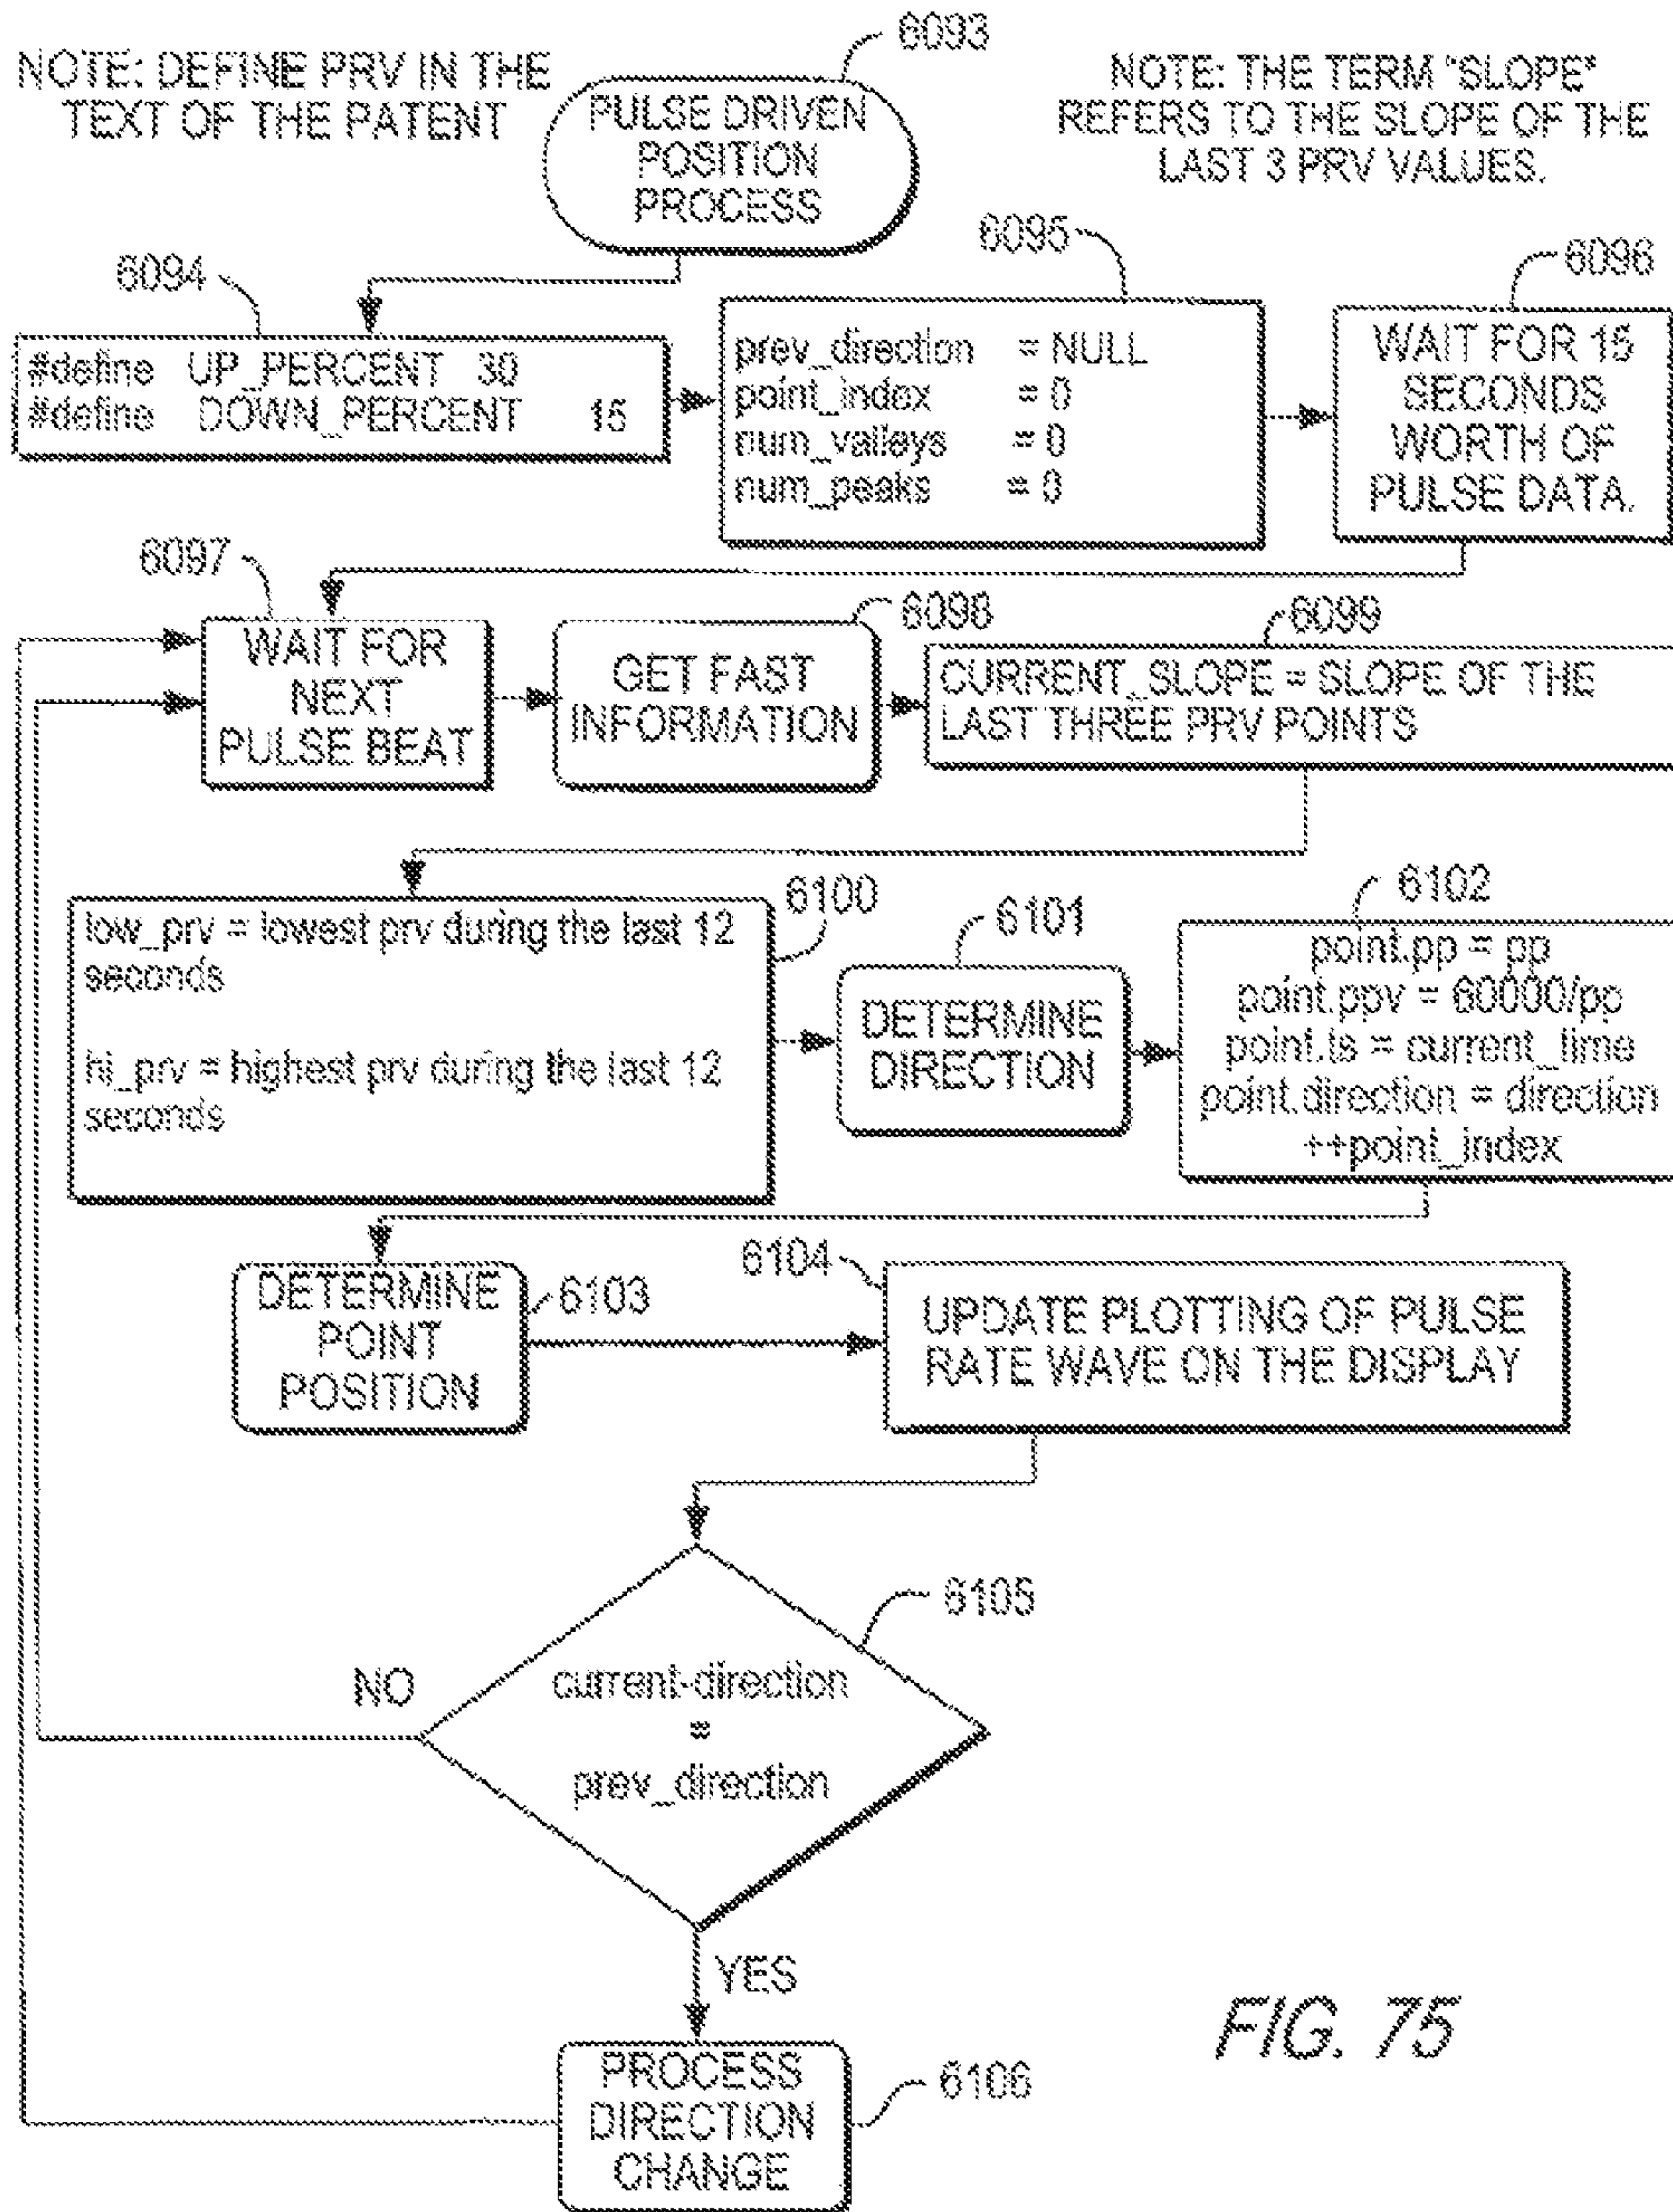 6093
NOTE: DEFINE PRV IN THE
TEXT OF THE PATENT
PULSE DRIVEN
POSITION
PROCESS
NOTE: THE TERM "SLOPE"
REFERS TO THE SLOPE OF THE
LAST 3 PRV VALUES.
6094
#define UP_PERCENT 30
#define DOWN_PERCENT 15
6095
prev_direction = NULL
point_index = 0
num_valleys = 0
num_peaks = 0
6096
WAIT FOR 15
SECONDS
WORTH OF
PULSE DATA.
6097
WAIT FOR
NEXT
PULSE BEAT
6098
GET FAST
INFORMATION
6099
CURRENT_SLOPE = SLOPE OF THE
LAST THREE PRV POINTS
6100
low_prv = lowest prv during the last 12
seconds
hi_prv = highest prv during the last 12
seconds
6101
DETERMINE
DIRECTION
6102
point.pp = pp
point.ppv = 60000/pp
point.ts = current_time
point.direction = direction
++point_index
DETERMINE
POINT
POSITION
6103
6104
UPDATE PLOTTING OF PULSE
RATE WAVE ON THE DISPLAY
6105
NO
current-direction
=
prev_direction
YES
PROCESS
DIRECTION
CHANGE
6106
FIG. 75